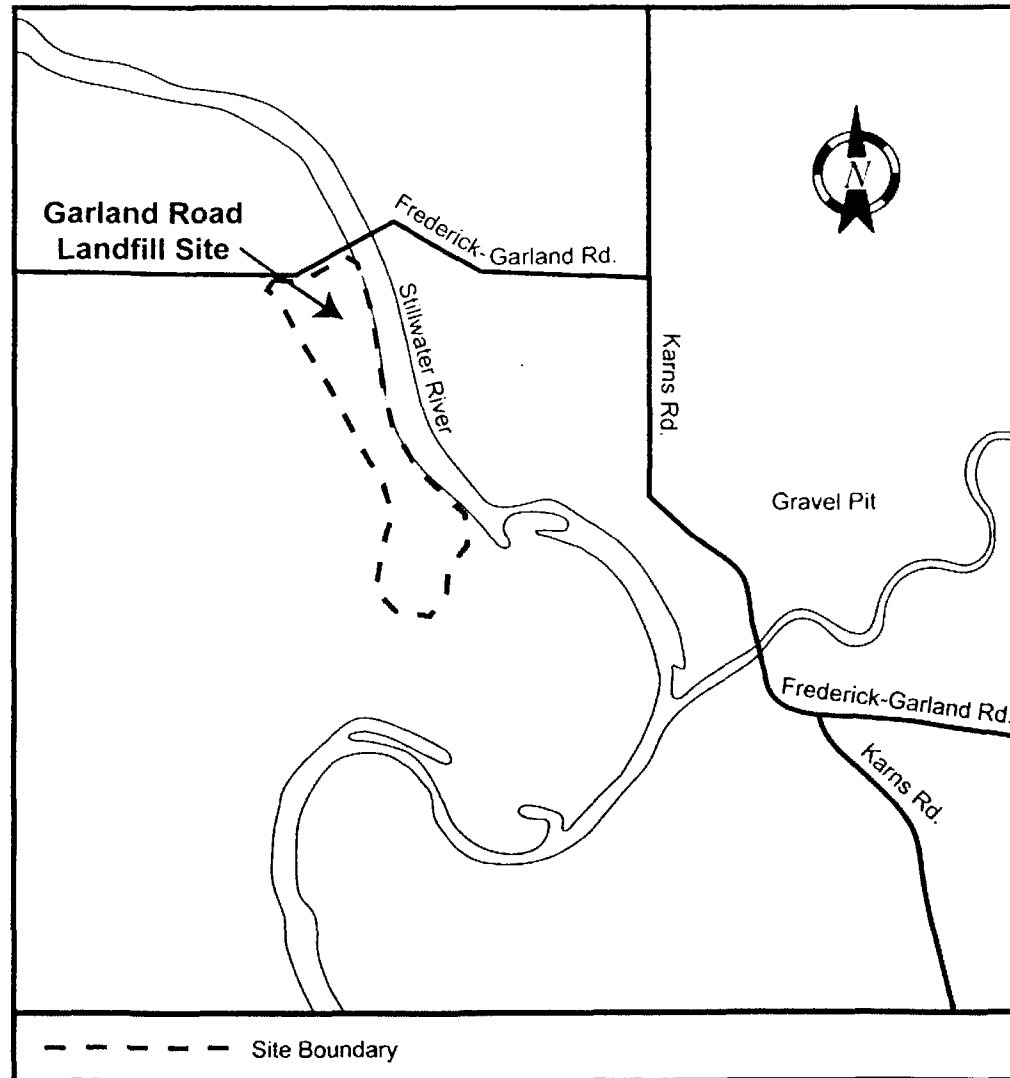 N
Garland Road
Landfill Site
Frederick-Garland Rd.
Stillwater River
Karns Rd.
Gravel Pit
Frederick-Garland Rd.
Karns Rd.
Site Boundary